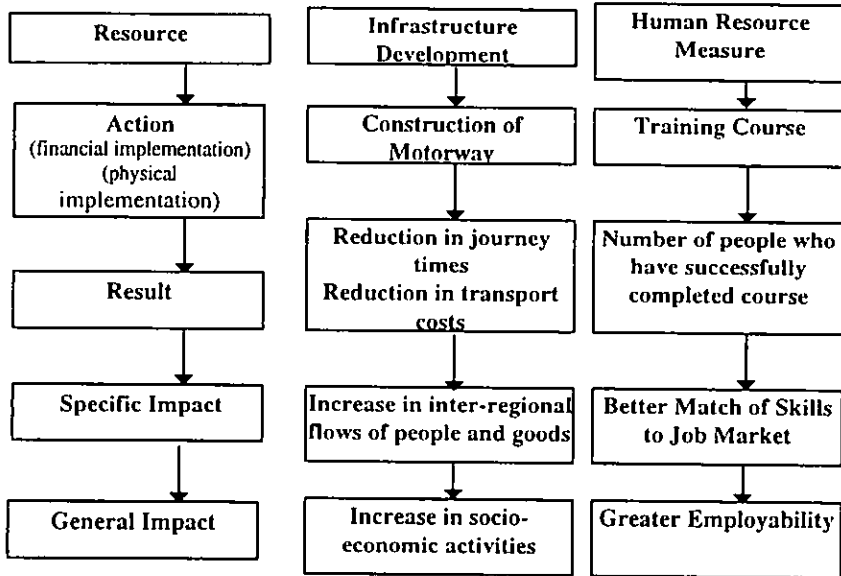 Resource
Action
(financial implementation)
(physical
implementation)
Result
Specific Impact
General Impact
Infrastructure
Development
Construction of
Motorway
Reduction in journey
times
Reduction in transport
costs
Increase in inter-regional
flows of people and goods
Increase in socio-
economic activities
Human Resource
Measure
Training Course
Number of people who
have successfully
completed course
Better Match of Skills
to Job Market
Greater Employability